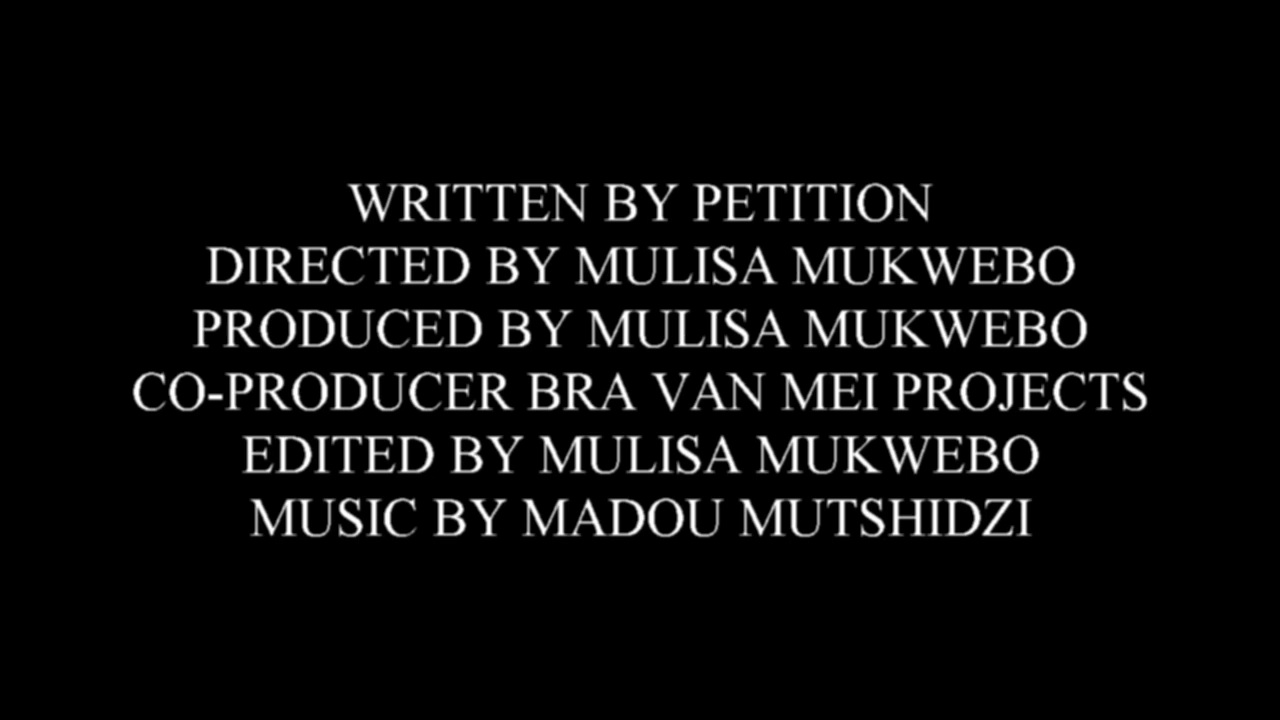 WRITTEN BY PETITION
DIRECTED BY MULISA MUKWEBO
PRODUCED BY MULISA MUKWEBO
CO-PRODUCER BRA VAN MEI PROJECTS
EDITED BY MULISA MUKWEBO
MUSIC BY MADOU MUTSHIDZI